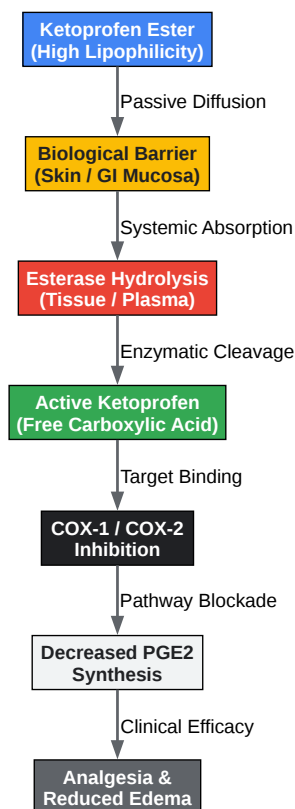 Ketoprofen Ester
(High Lipophilicity)
Passive Diffusion
Biological Barrier
(Skin / GI Mucosa)
Systemic Absorption
Esterase Hydrolysis
(Tissue / Plasma)
Enzymatic Cleavage
Active Ketoprofen
(Free Carboxylic Acid)
Target Binding
COX-1 / COX-2
Inhibition
Pathway Blockade
Decreased PGE2
Synthesis
Clinical Efficacy
Analgesia &
Reduced Edema